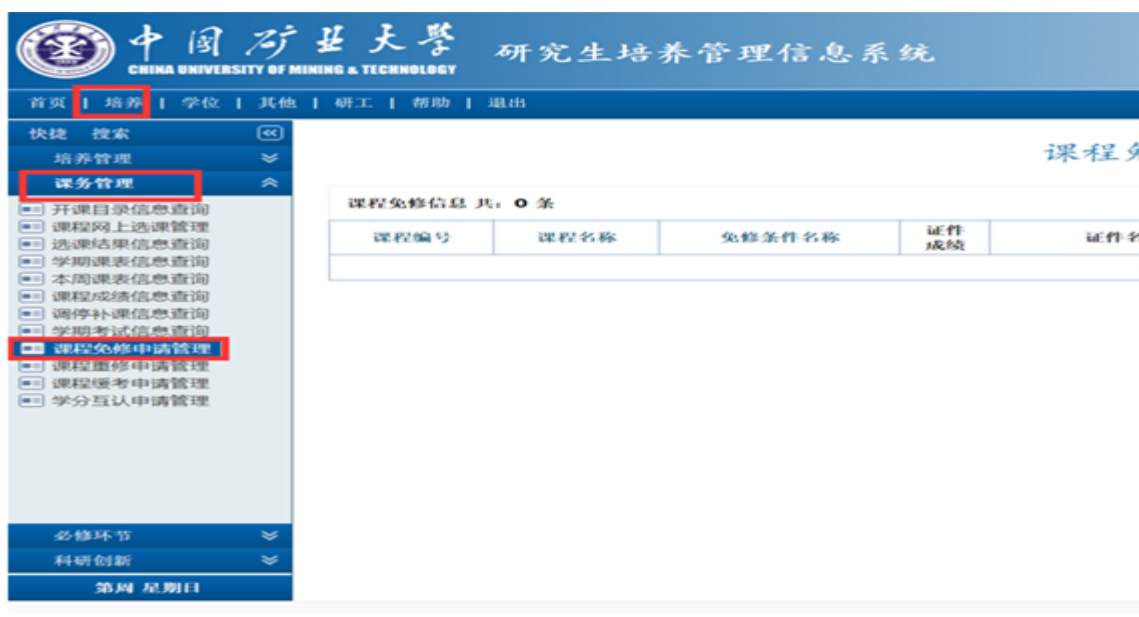 中国矿业大学
CHINA UNIVERSITY OF MINING & TECHNOLOGY
研究生培养管理信息系统
首页 | 培养 | 学位 | 其他 | 研工 | 帮助 | 退出
快捷 搜索
培养管理
课务管理
开课目录信息查询
课程网上选课管理
选课结果信息查询
学期课表信息查询
本周课表信息查询
课程成绩信息查询
调停补课信息查询
学期考试信息查询
课程免修申请管理
课程重修申请管理
课程缓考申请管理
学分互认申请管理
必修环节
科研创新
第周 星期日
课程免
课程免修信息 共: 0 条
课程编号 课程名称 免修条件名称 证件成绩 证件名